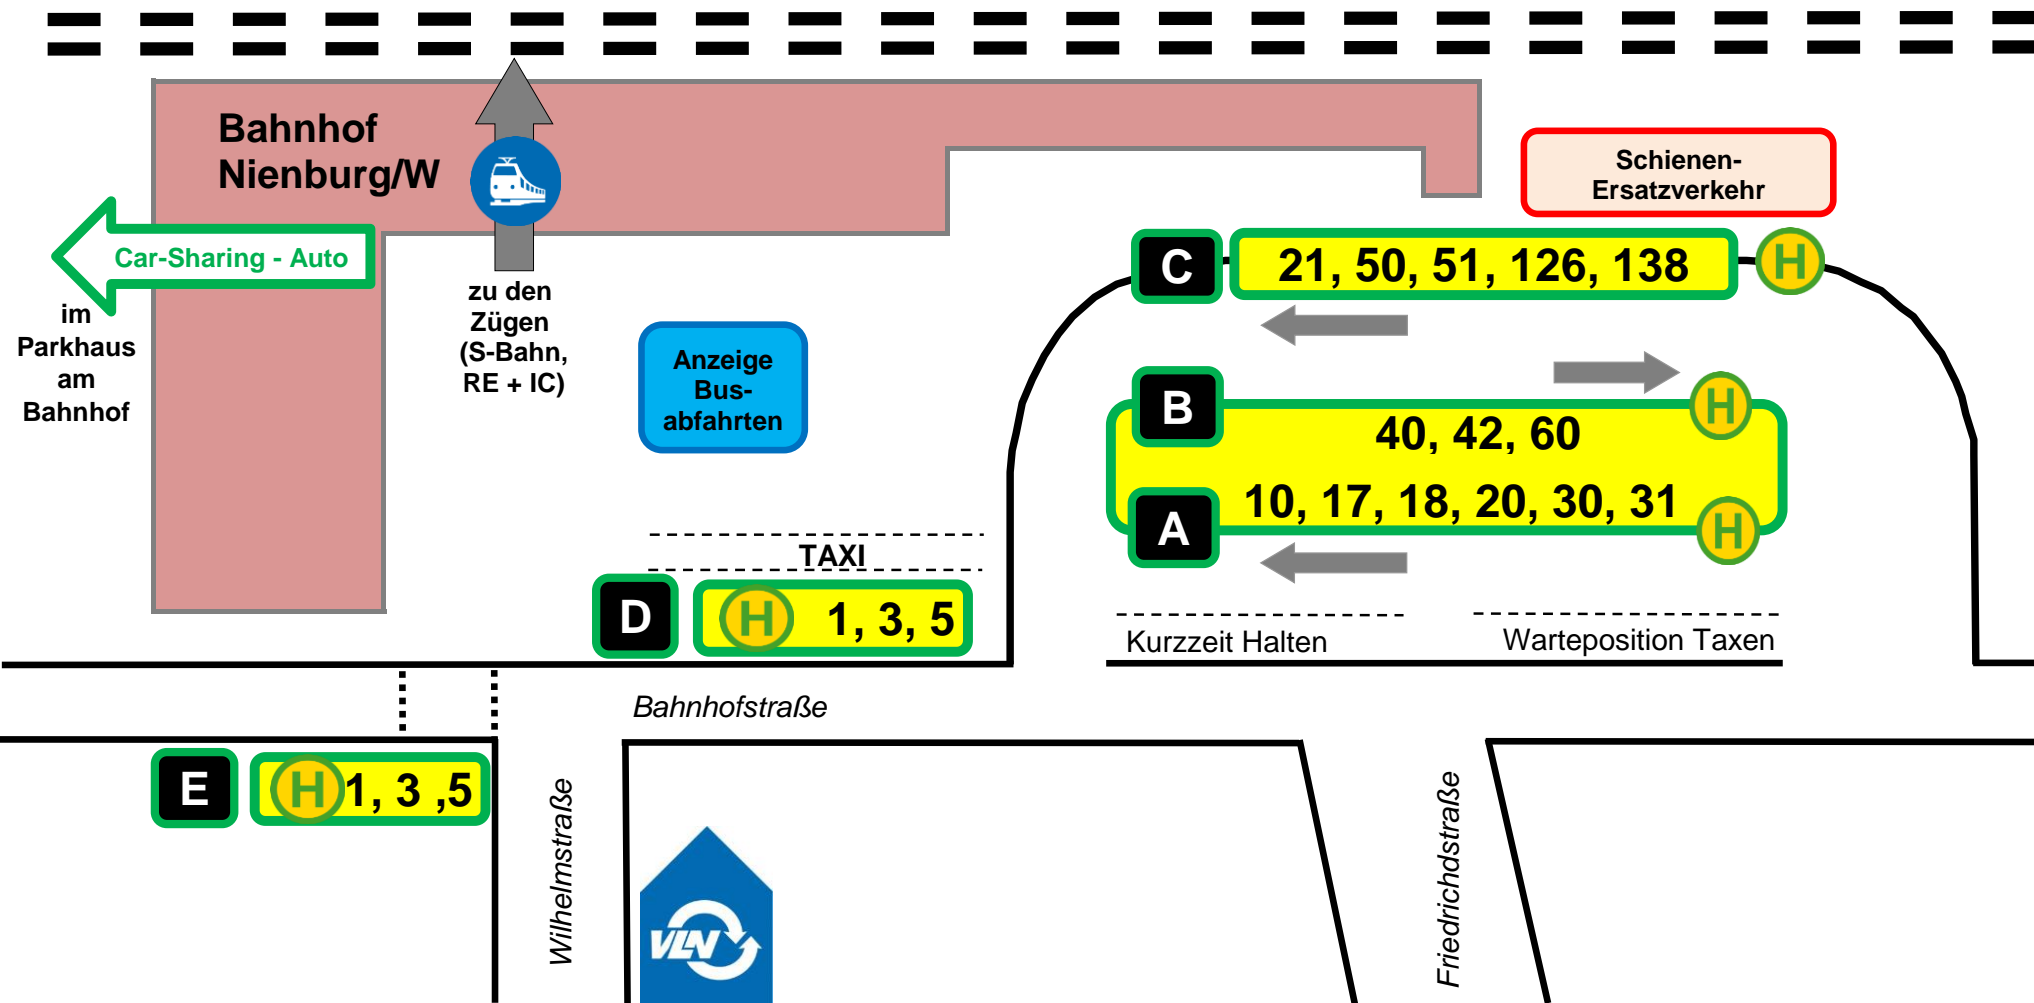 Bahnhof
Nienburg/W
Schienen-
Ersatzverkehr
Car-Sharing - Auto
im
Parkhaus
am
Bahnhof
zu den
Zügen
(S-Bahn,
RE + IC)
Anzeige
Bus-
abfahrten
C 21, 50, 51, 126, 138 H
B 40, 42, 60 H
A 10, 17, 18, 20, 30, 31 H
TAXI
D H 1, 3, 5
Kurzzeit Halten
Warteposition Taxen
Bahnhofstraße
E H 1, 3 ,5
Wilhelmstraße
Friedrichdstraße
VLN